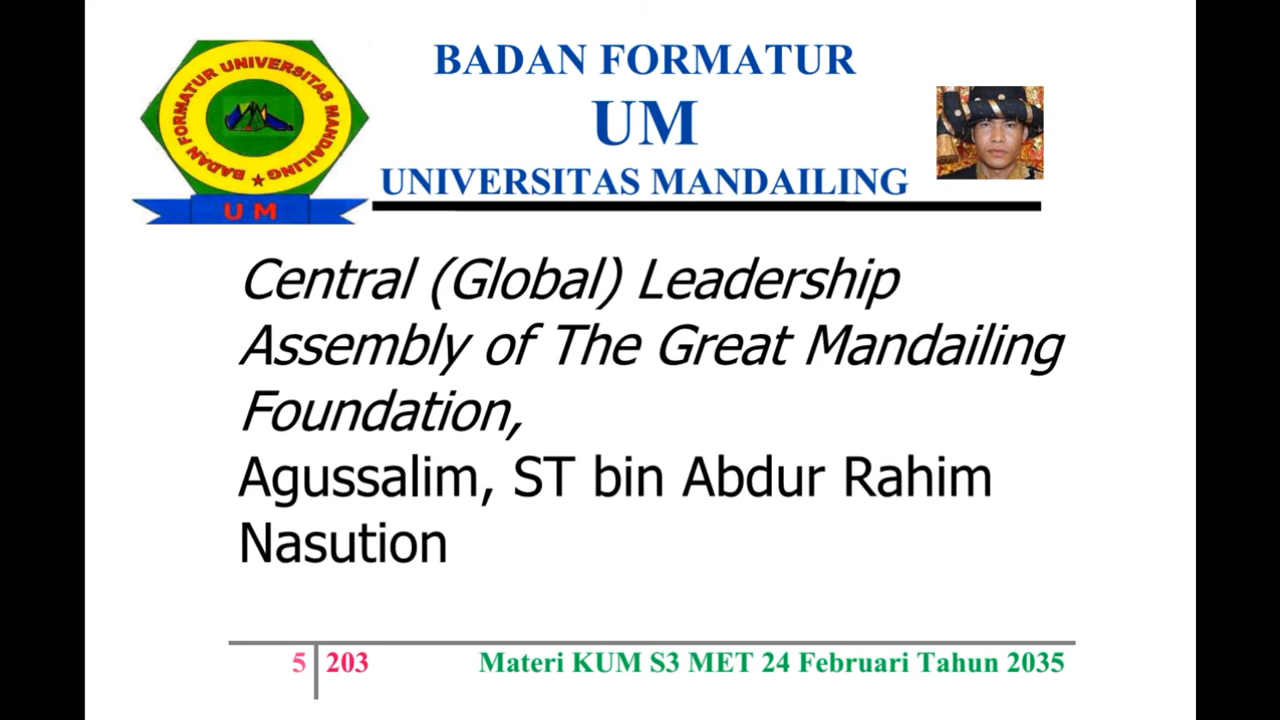 BADAN FORMATUR UNIVERSITAS MANDAILING
UM
BADAN FORMATUR
UM
UNIVERSITAS MANDAILING
Central (Global) Leadership
Assembly of The Great Mandailing
Foundation,
Agussalim, ST bin Abdur Rahim
Nasution
5 203 Materi KUM S3 MET 24 Februari Tahun 2035